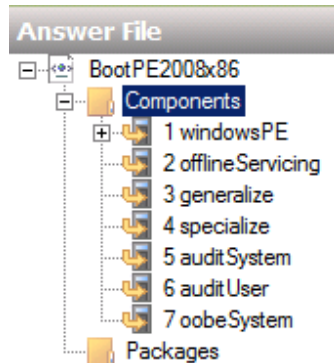 Answer File
BootPE2008x86
Components
1 windowsPE
2 offlineServicing
3 generalize
4 specialize
5 auditSystem
6 auditUser
7 oobeSystem
Packages